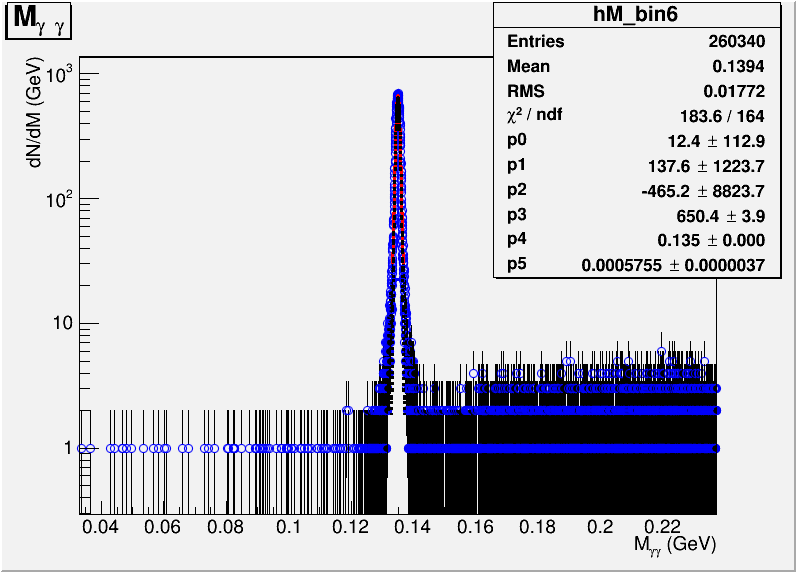 M γ γ
hM_bin6
Entries 260340
Mean 0.1394
RMS 0.01772
χ² / ndf 183.6 / 164
p0 12.4 ± 112.9
p1 137.6 ± 1223.7
p2 -465.2 ± 8823.7
p3 650.4 ± 3.9
p4 0.135 ± 0.000
p5 0.0005755 ± 0.0000037
dN/dM (GeV)
10³
10²
10
1
0.04 0.06 0.08 0.1 0.12 0.14 0.16 0.18 0.2 0.22
Mγγ (GeV)